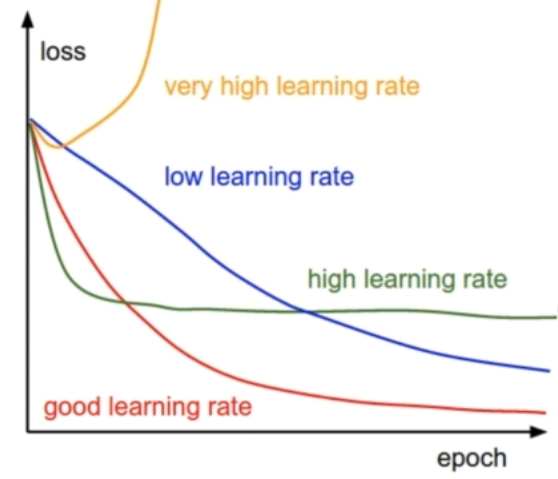 loss
very high learning rate
low learning rate
high learning rate
good learning rate
epoch